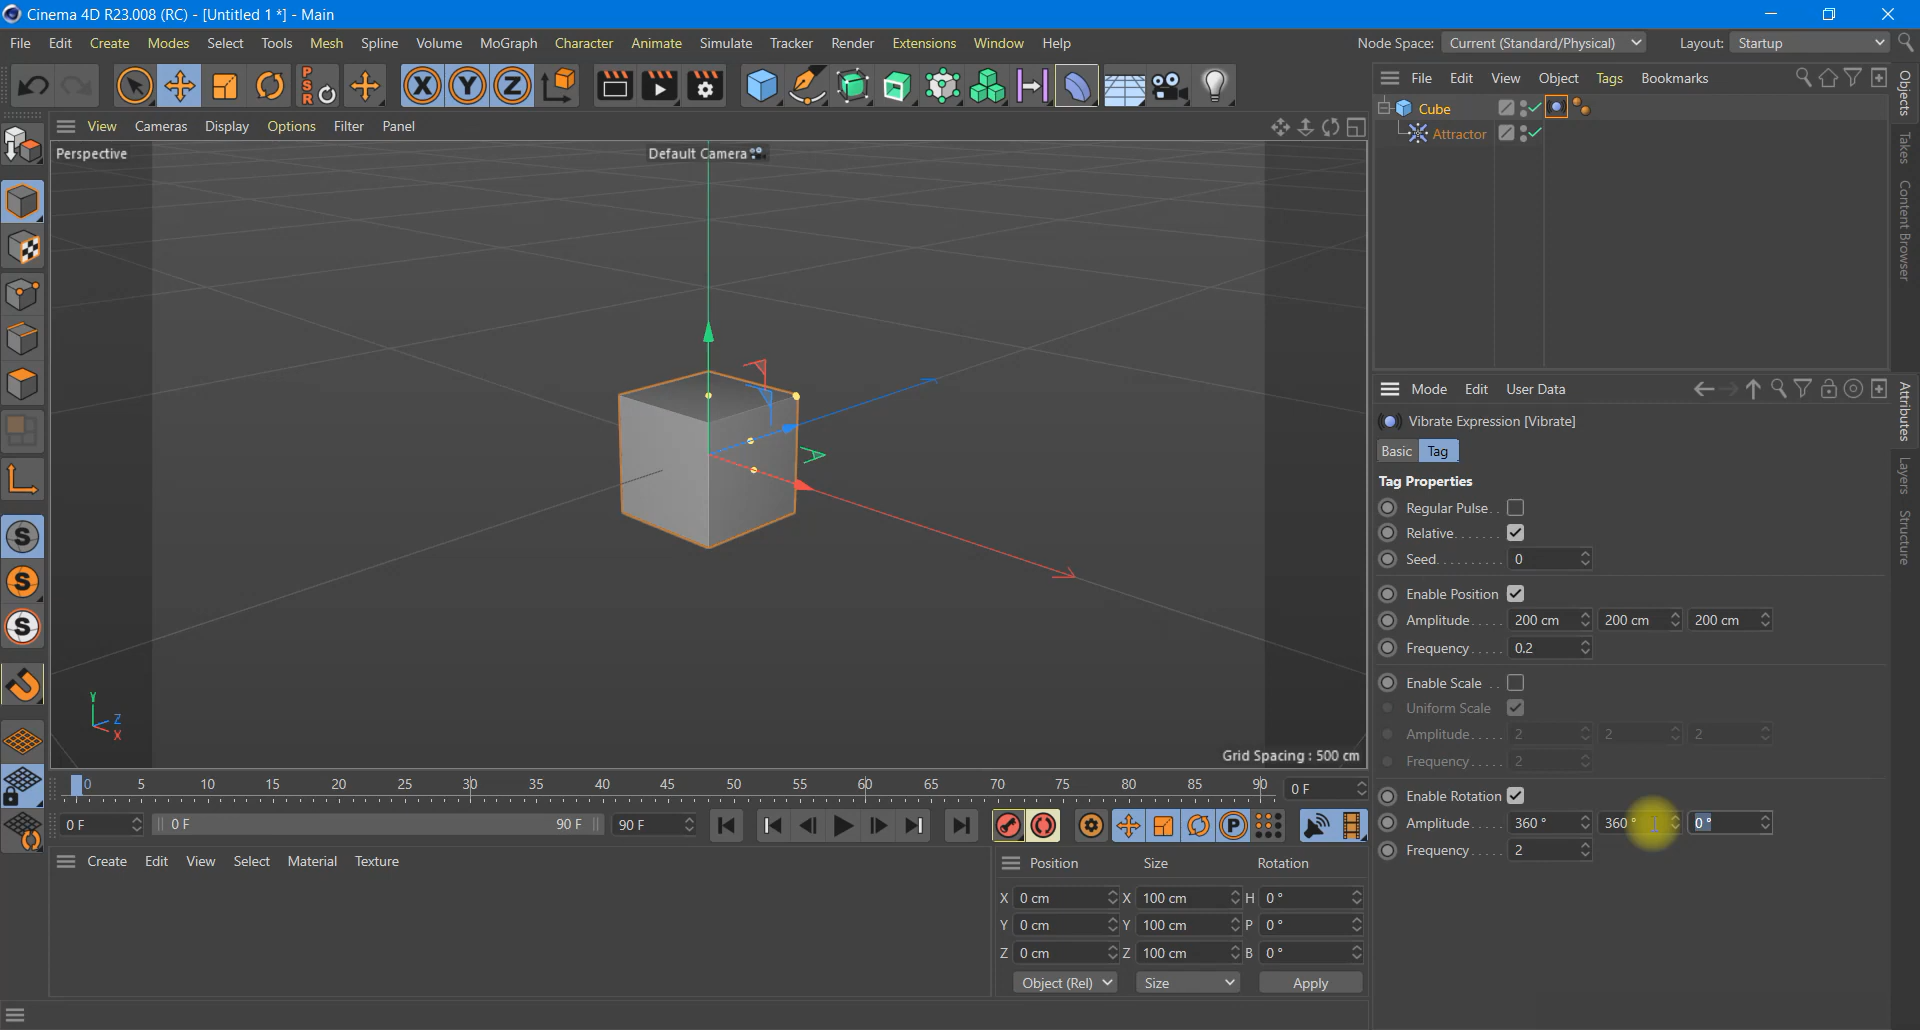 Cinema 4D R23.008 (RC) - [Untitled 1 *] - Main
File Edit Create Modes Select Tools Mesh Spline Volume MoGraph Character Animate Simulate Tracker Render Extensions Window Help
Node Space: Current (Standard/Physical) Layout: Startup
PSR X Y Z
File Edit View Object Tags Bookmarks
Cube
Attractor
Objects
Takes
Content Browser
View Cameras Display Options Filter Panel
Perspective
Default Camera
Y
Z
X
Grid Spacing : 500 cm
S
S
S
Mode Edit User Data
Attributes
Layers
Structure
Vibrate Expression [Vibrate]
Basic Tag
Tag Properties
Regular Pulse . .
Relative . . . . . . .
Seed. . . . . . . . . . 0
Enable Position
Amplitude . . . . . 200 cm 200 cm 200 cm
Frequency . . . . . 0.2
Enable Scale . .
Uniform Scale
Amplitude . . . . . 2 2 2
Frequency . . . . . 2
Enable Rotation
Amplitude . . . . . 360 ° 360 ° 0 °
Frequency . . . . . 2
0 5 10 15 20 25 30 35 40 45 50 55 60 65 70 75 80 85 90 0 F
0 F 0 F 90 F 90 F
P
Create Edit View Select Material Texture
Position Size Rotation
X 0 cm X 100 cm H 0 °
Y 0 cm Y 100 cm P 0 °
Z 0 cm Z 100 cm B 0 °
Object (Rel) Size Apply